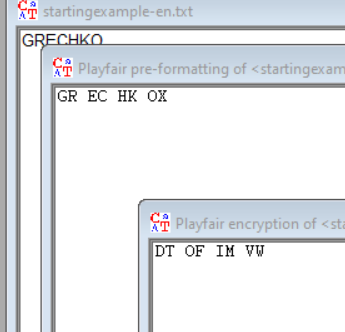 startingexample-en.txt
GRECHKO
Playfair pre-formatting of <startingexam
GR EC HK OX
Playfair encryption of <sta
DT OF IM VW